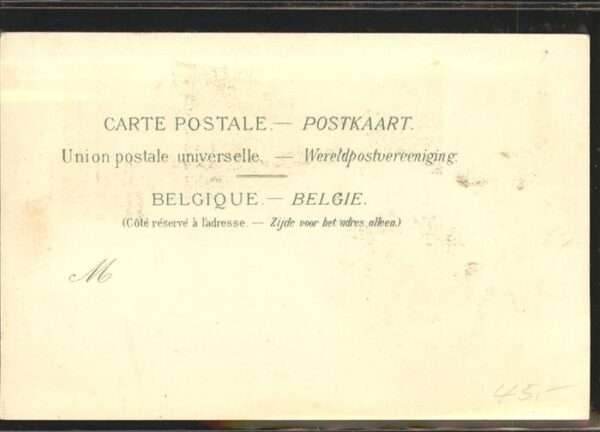 CARTE POSTALE. — POSTKAART.
Union postale universelle. — Wereldpostvereeniging.
BELGIQUE. — BELGIE.
(Côté réservé à l'adresse. — Zijde voor het adres alleen.)
M
45,-